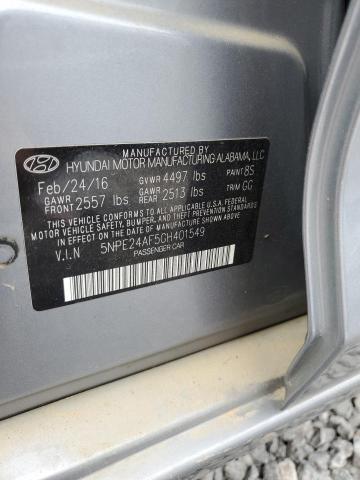 MANUFACTURED BY
HYUNDAI MOTOR MANUFACTURING ALABAMA, LLC
Feb/24/16 GVWR 4497 lbs PAINT 8S
GAWR FRONT 2557 lbs GAWR REAR 2513 lbs TRIM GG
THIS VEHICLE CONFORMS TO ALL APPLICABLE U.S.A. FEDERAL
MOTOR VEHICLE SAFETY, BUMPER, AND THEFT PREVENTION STANDARDS
IN EFFECT ON THE DATE OF MANUFACTURE SHOWN ABOVE.
V.I.N 5NPE24AF5GH401549
PASSENGER CAR